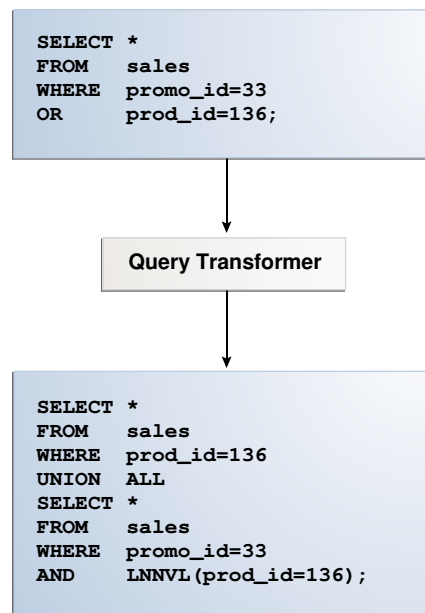 SELECT *
FROM sales
WHERE promo_id=33
OR prod_id=136;
Query Transformer
SELECT *
FROM sales
WHERE prod_id=136
UNION ALL
SELECT *
FROM sales
WHERE promo_id=33
AND LNNVL(prod_id=136);